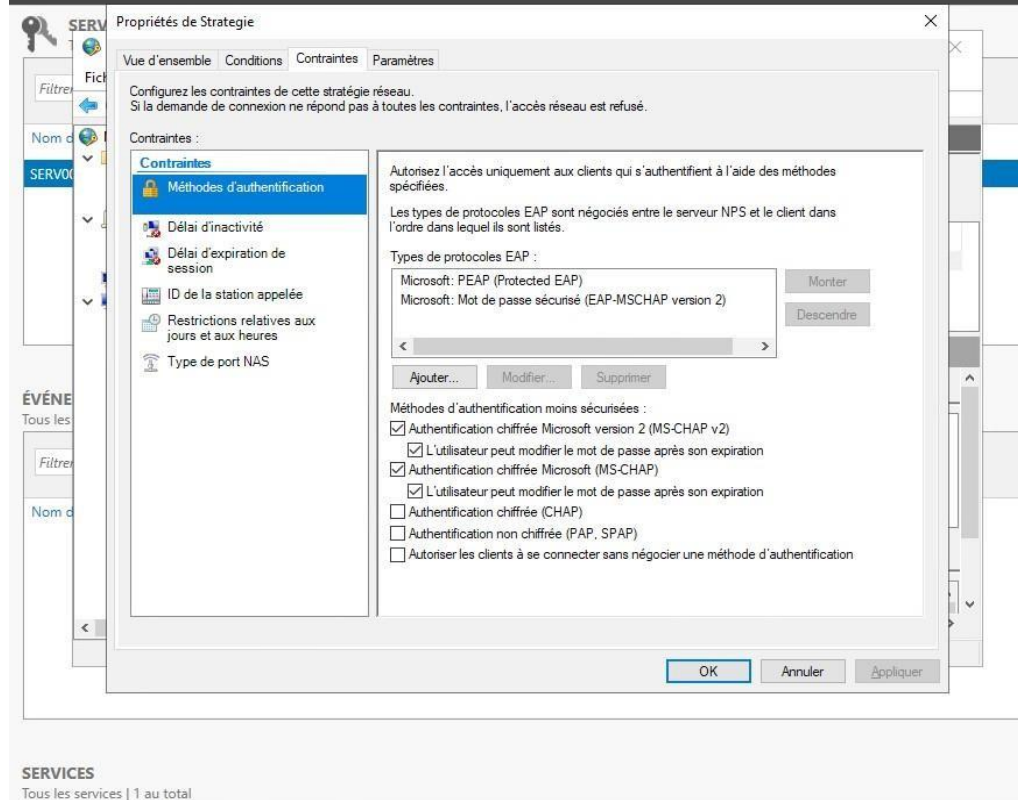 SERV
Propriétés de Strategie
Fich
Filtrer
Nom d
SERV00
Vue d'ensemble Conditions Contraintes Paramètres
Configurez les contraintes de cette stratégie réseau.
Si la demande de connexion ne répond pas à toutes les contraintes, l'accès réseau est refusé.
Contraintes :
Contraintes
Méthodes d'authentification
Délai d'inactivité
Délai d'expiration de
session
ID de la station appelée
Restrictions relatives aux
jours et aux heures
Type de port NAS
Autorisez l'accès uniquement aux clients qui s'authentifient à l'aide des méthodes
spécifiées.
Les types de protocoles EAP sont négociés entre le serveur NPS et le client dans
l'ordre dans lequel ils sont listés.
Types de protocoles EAP :
Microsoft: PEAP (Protected EAP)
Microsoft: Mot de passe sécurisé (EAP-MSCHAP version 2)
Monter
Descendre
Ajouter... Modifier... Supprimer
Méthodes d'authentification moins sécurisées :
Authentification chiffrée Microsoft version 2 (MS-CHAP v2)
L'utilisateur peut modifier le mot de passe après son expiration
Authentification chiffrée Microsoft (MS-CHAP)
L'utilisateur peut modifier le mot de passe après son expiration
Authentification chiffrée (CHAP)
Authentification non chiffrée (PAP, SPAP)
Autoriser les clients à se connecter sans négocier une méthode d'authentification
OK Annuler Appliquer
ÉVÉNE
Tous les
Filtrer
Nom d
SERVICES
Tous les services | 1 au total